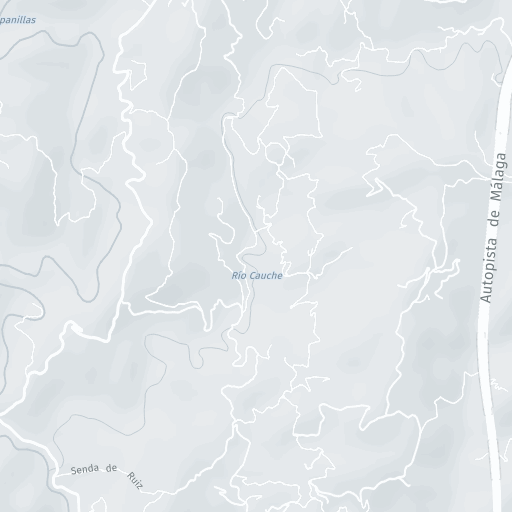 panillas
Autopista de Málaga
Río Cauche
Senda de Ruiz